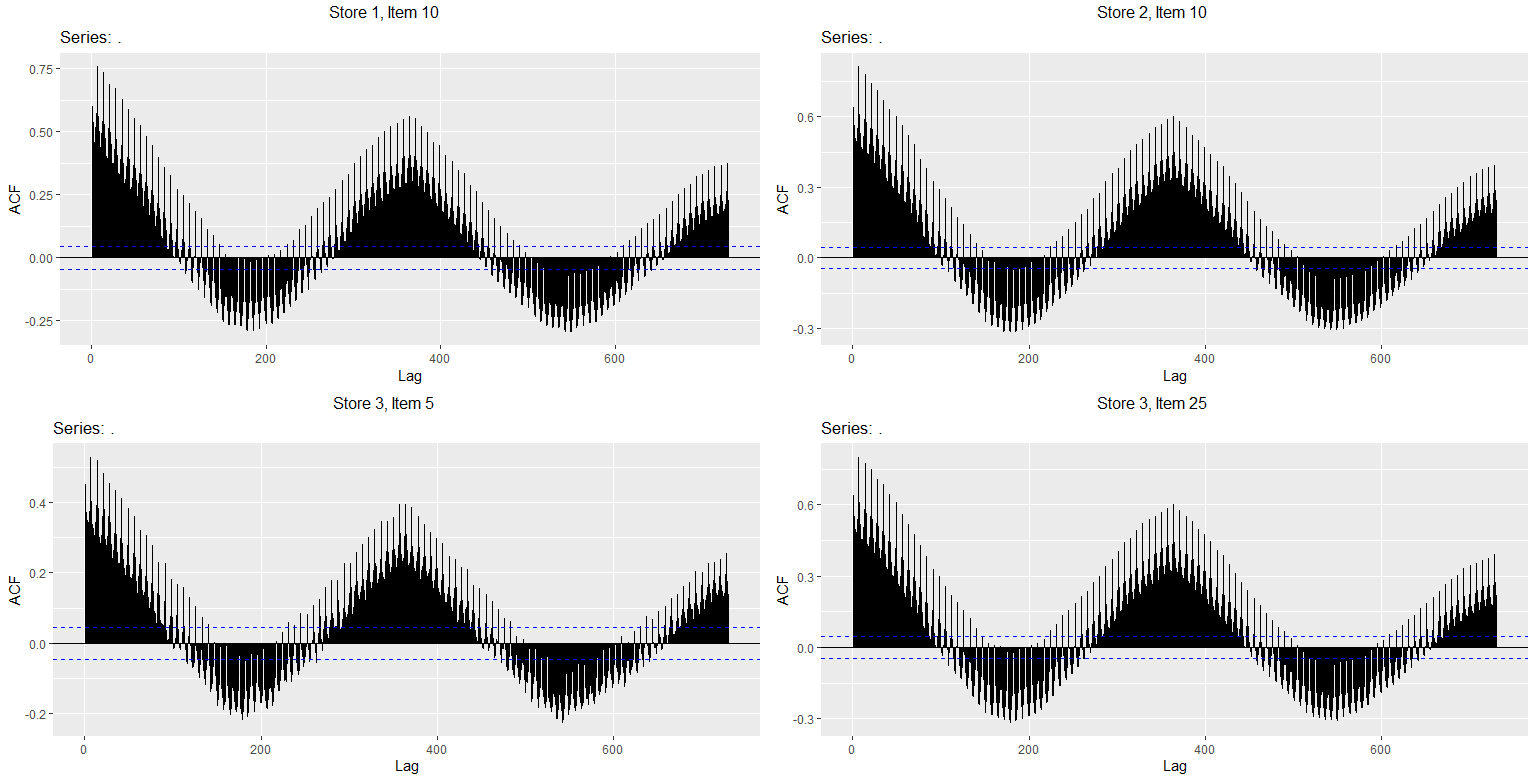 Store 1, Item 10
Series: .
0.75
0.50
0.25
0.00
-0.25
ACF
0 200 400 600
Lag
Store 2, Item 10
Series: .
0.6
0.3
0.0
-0.3
ACF
0 200 400 600
Lag
Store 3, Item 5
Series: .
0.4
0.2
0.0
-0.2
ACF
0 200 400 600
Lag
Store 3, Item 25
Series: .
0.6
0.3
0.0
-0.3
ACF
0 200 400 600
Lag